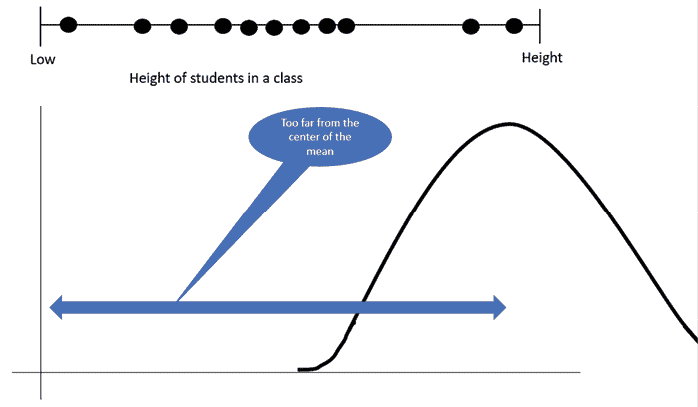 Low
Height
Height of students in a class
Too far from the
center of the
mean